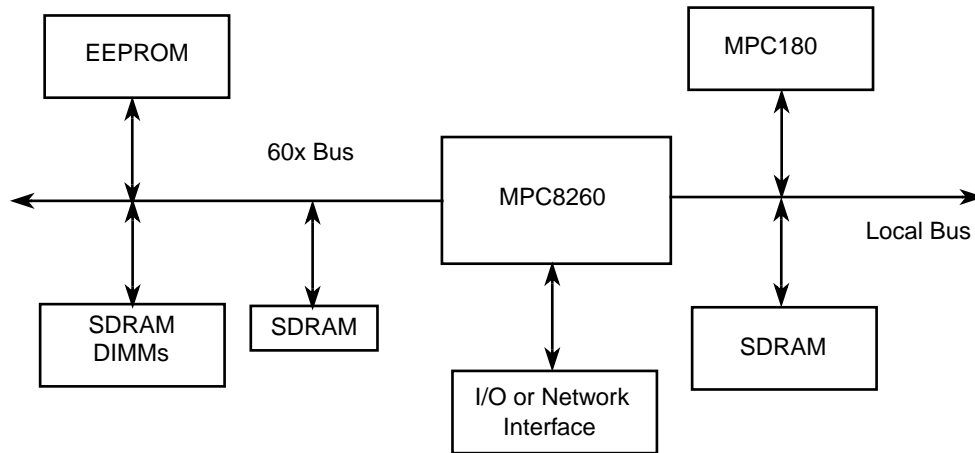 EEPROM
MPC180
60x Bus
MPC8260
Local Bus
SDRAM
DIMMs
SDRAM
SDRAM
I/O or Network
Interface